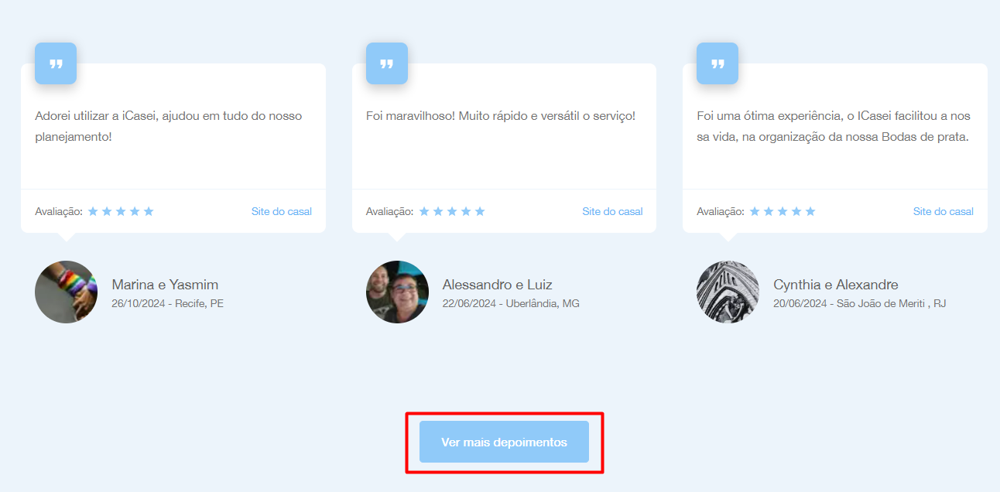 Adorei utilizar a iCasei, ajudou em tudo do nosso
planejamento!
Avaliação:
Site do casal
Marina e Yasmim
26/10/2024 - Recife, PE
Foi maravilhoso! Muito rápido e versátil o serviço!
Avaliação:
Site do casal
Alessandro e Luiz
22/06/2024 - Uberlândia, MG
Foi uma ótima experiência, o ICasei facilitou a nos
sa vida, na organização da nossa Bodas de prata.
Avaliação:
Site do casal
Cynthia e Alexandre
20/06/2024 - São João de Meriti , RJ
Ver mais depoimentos